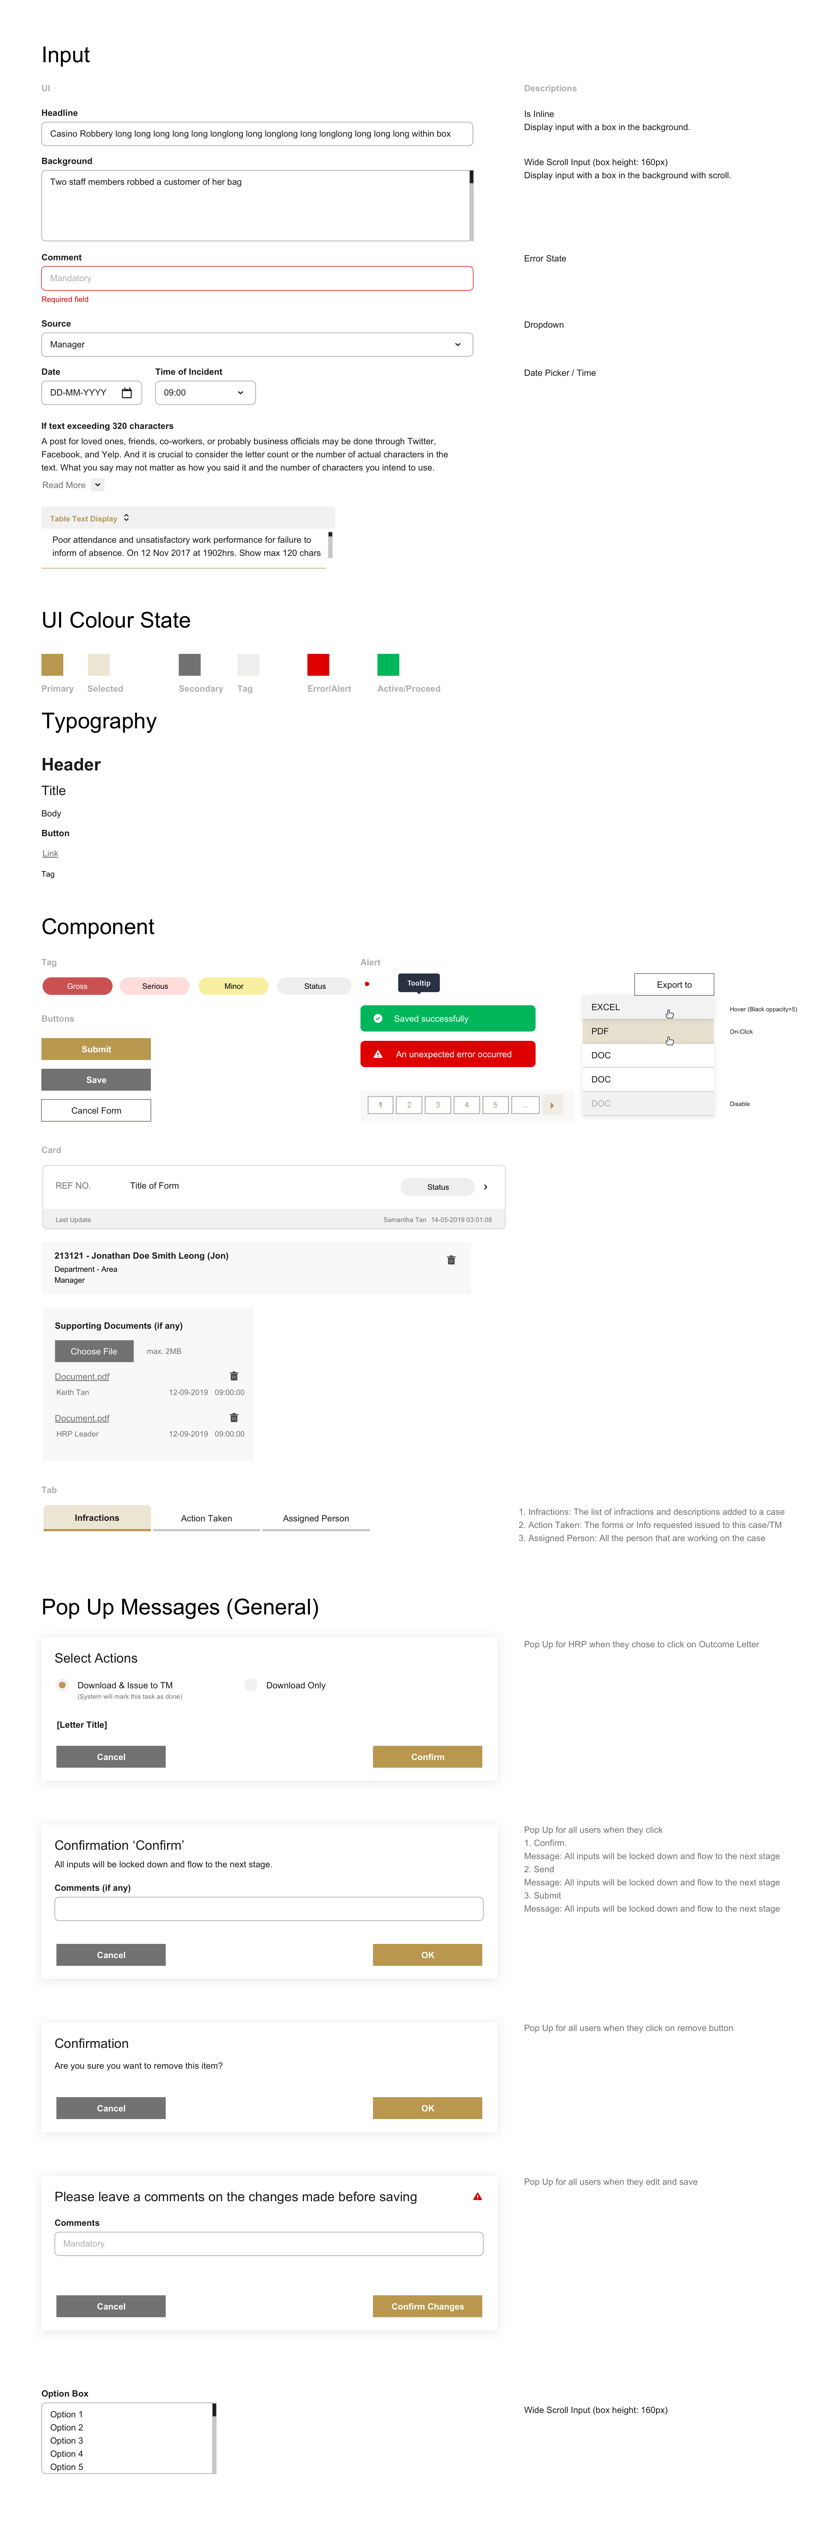 Input
UI
Descriptions
Headline
Is Inline
Casino Robbery long long long long long longlong long longlong long longlong long long long within box
Display input with a box in the background.
Background
Wide Scroll Input (box height: 160px)
Two staff members robbed a customer of her bag
Display input with a box in the background with scroll.
Comment
Error State
Mandatory
Required field
Source
Dropdown
Manager
Date
Time of Incident
Date Picker / Time
DD-MM-YYYY
09:00
If text exceeding 320 characters
A post for loved ones, friends, co-workers, or probably business officials may be done through Twitter,
Facebook, and Yelp. And it is crucial to consider the letter count or the number of actual characters in the
text. What you say may not matter as how you said it and the number of characters you intend to use.
Read More
Table Text Display
Poor attendance and unsatisfactory work performance for failure to
inform of absence. On 12 Nov 2017 at 1902hrs. Show max 120 chars
UI Colour State
Primary
Selected
Secondary
Tag
Error/Alert
Active/Proceed
Typography
Header
Title
Body
Button
Link
Tag
Component
Tag
Gross
Serious
Minor
Status
Alert
Tooltip
Saved successfully
An unexpected error occurred
1
2
3
4
5
...
Export to
EXCEL
Hover (Black oppacity=5)
PDF
On-Click
DOC
DOC
DOC
Disable
Buttons
Submit
Save
Cancel Form
Card
REF NO.
Title of Form
Status
Last Update
Samantha Tan 14-05-2019 03:01:08
213121 - Jonathan Doe Smith Leong (Jon)
Department - Area
Manager
Supporting Documents (if any)
Choose File
max. 2MB
Document.pdf
Keith Tan
12-09-2019 09:00:00
Document.pdf
HRP Leader
12-09-2019 09:00:00
Tab
Infractions
Action Taken
Assigned Person
1. Infractions: The list of infractions and descriptions added to a case
2. Action Taken: The forms or Info requested issued to this case/TM
3. Assigned Person: All the person that are working on the case
Pop Up Messages (General)
Select Actions
Pop Up for HRP when they chose to click on Outcome Letter
Download & Issue to TM
(System will mark this task as done)
Download Only
[Letter Title]
Cancel
Confirm
Confirmation ‘Confirm’
All inputs will be locked down and flow to the next stage.
Comments (if any)
Cancel
OK
Pop Up for all users when they click
1. Confirm.
Message: All inputs will be locked down and flow to the next stage
2. Send
Message: All inputs will be locked down and flow to the next stage
3. Submit
Message: All inputs will be locked down and flow to the next stage
Confirmation
Pop Up for all users when they click on remove button
Are you sure you want to remove this item?
Cancel
OK
Please leave a comments on the changes made before saving
Pop Up for all users when they edit and save
Comments
Mandatory
Cancel
Confirm Changes
Option Box
Wide Scroll Input (box height: 160px)
Option 1
Option 2
Option 3
Option 4
Option 5